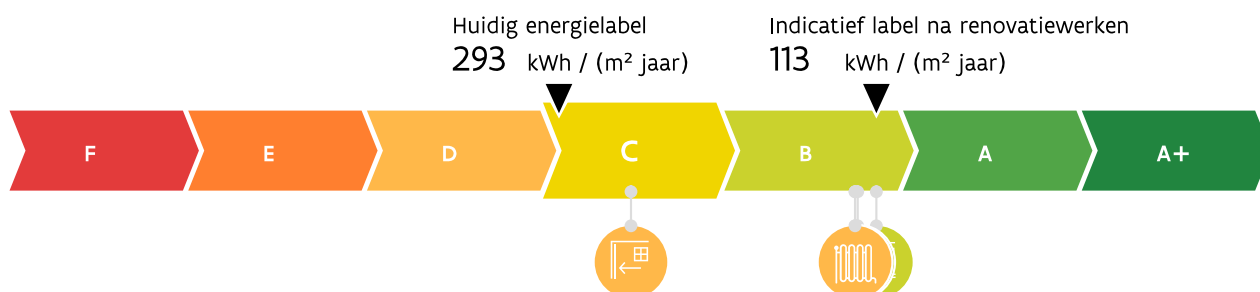 Huidig energielabel
293 kWh / (m² jaar)
Indicatief label na renovatiewerken
113 kWh / (m² jaar)
F E D C B A A+